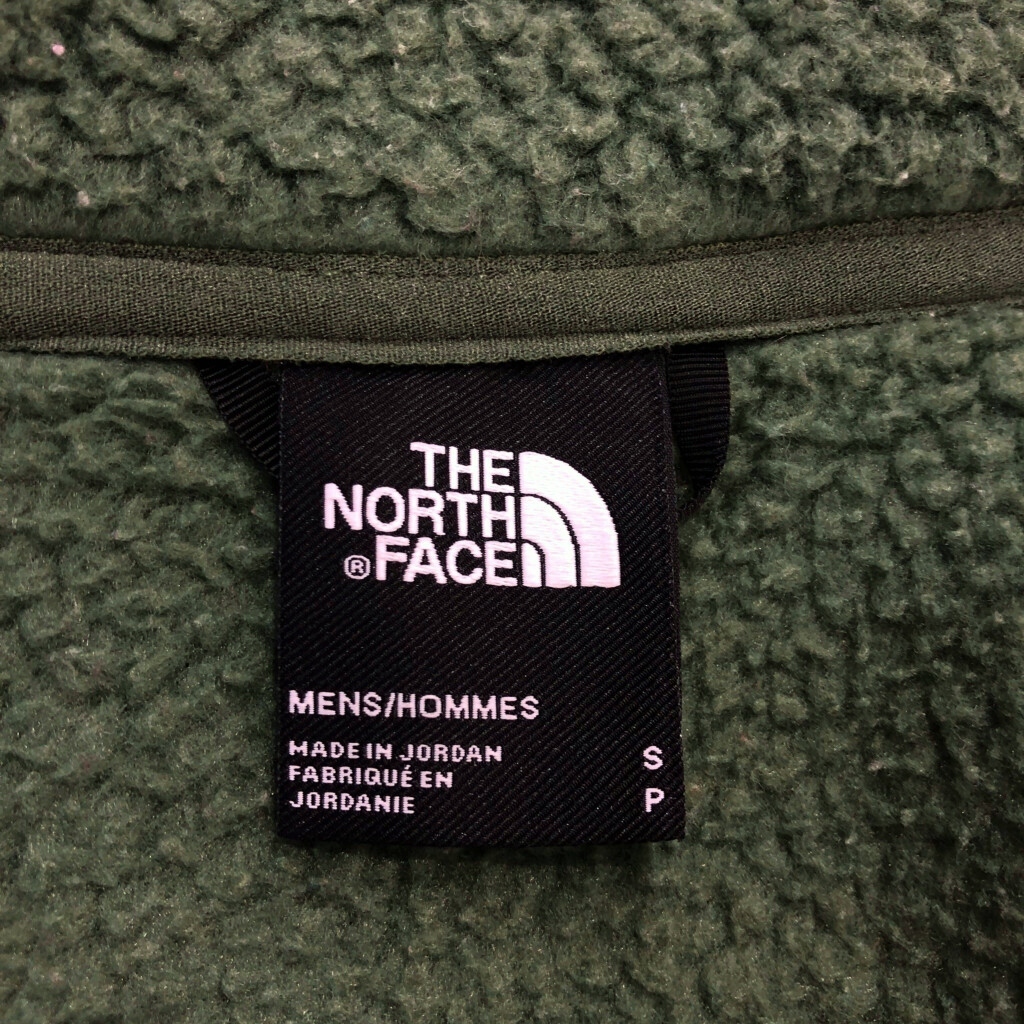 THE
NORTH
® FACE
MENS/HOMMES
MADE IN JORDAN
FABRIQUÉ EN
JORDANIE
S
P